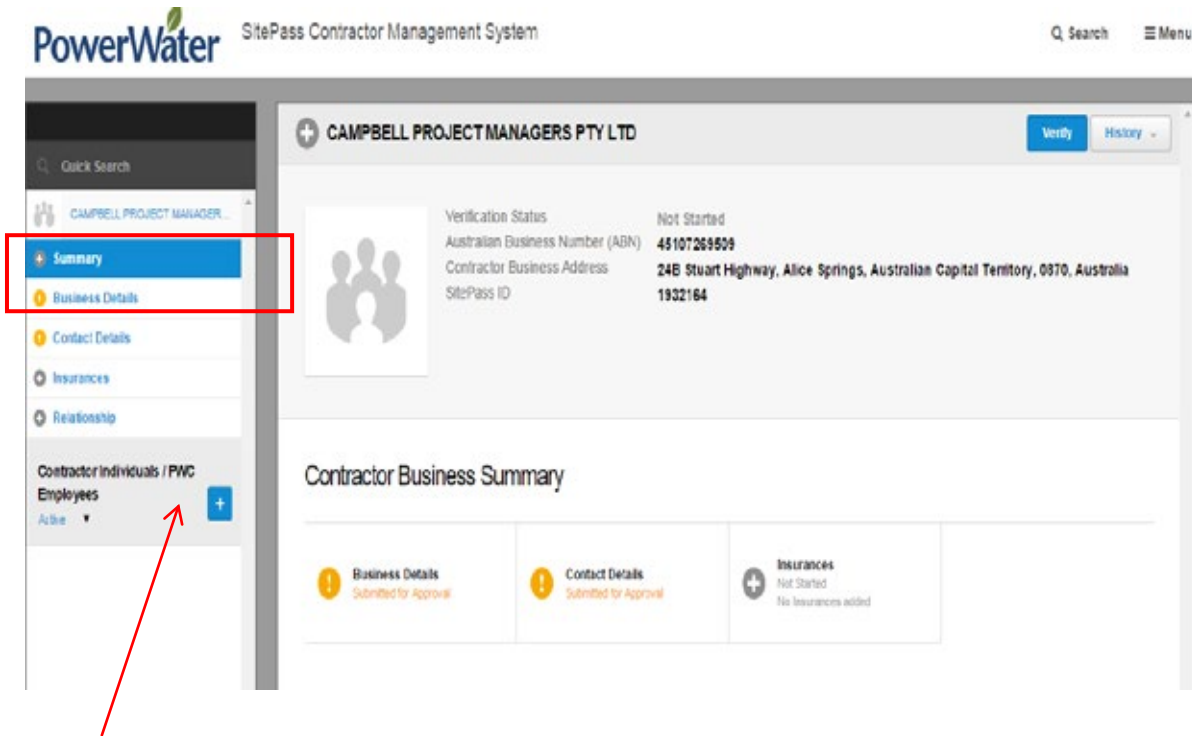 PowerWater SitePass Contractor Management System Search Menu
CAMPBELL PROJECT MANAGERS PTY LTD Verify History
Quick Search
CAMPBELL PROJECT MANAGER...
Summary
Business Details
Contact Details
Insurances
Relationship
Contractor Individuals / PWC
Employees
Active
+
Verification Status Not Started
Australian Business Number (ABN) 45107269509
Contractor Business Address 24B Stuart Highway, Alice Springs, Australian Capital Territory, 0870, Australia
SitePass ID 1932164
Contractor Business Summary
Business Details
Submitted for Approval
Contact Details
Submitted for Approval
Insurances
Not Started
No Insurances added